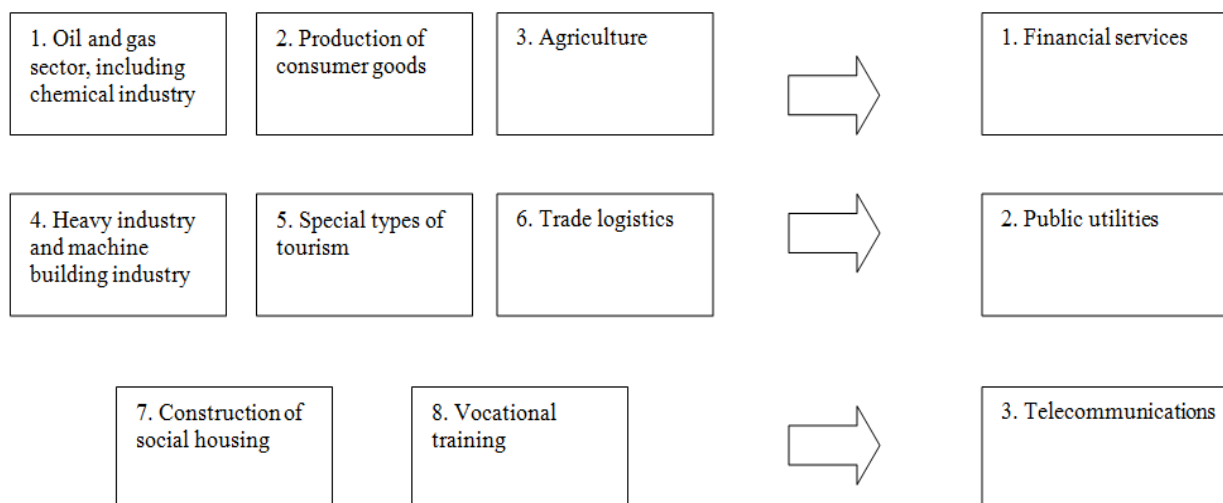 1. Oil and gas
sector, including
chemical industry
2. Production of
consumer goods
3. Agriculture
1. Financial services
4. Heavy industry
and machine
building industry
5. Special types of
tourism
6. Trade logistics
2. Public utilities
7. Construction of
social housing
8. Vocational
training
3. Telecommunications